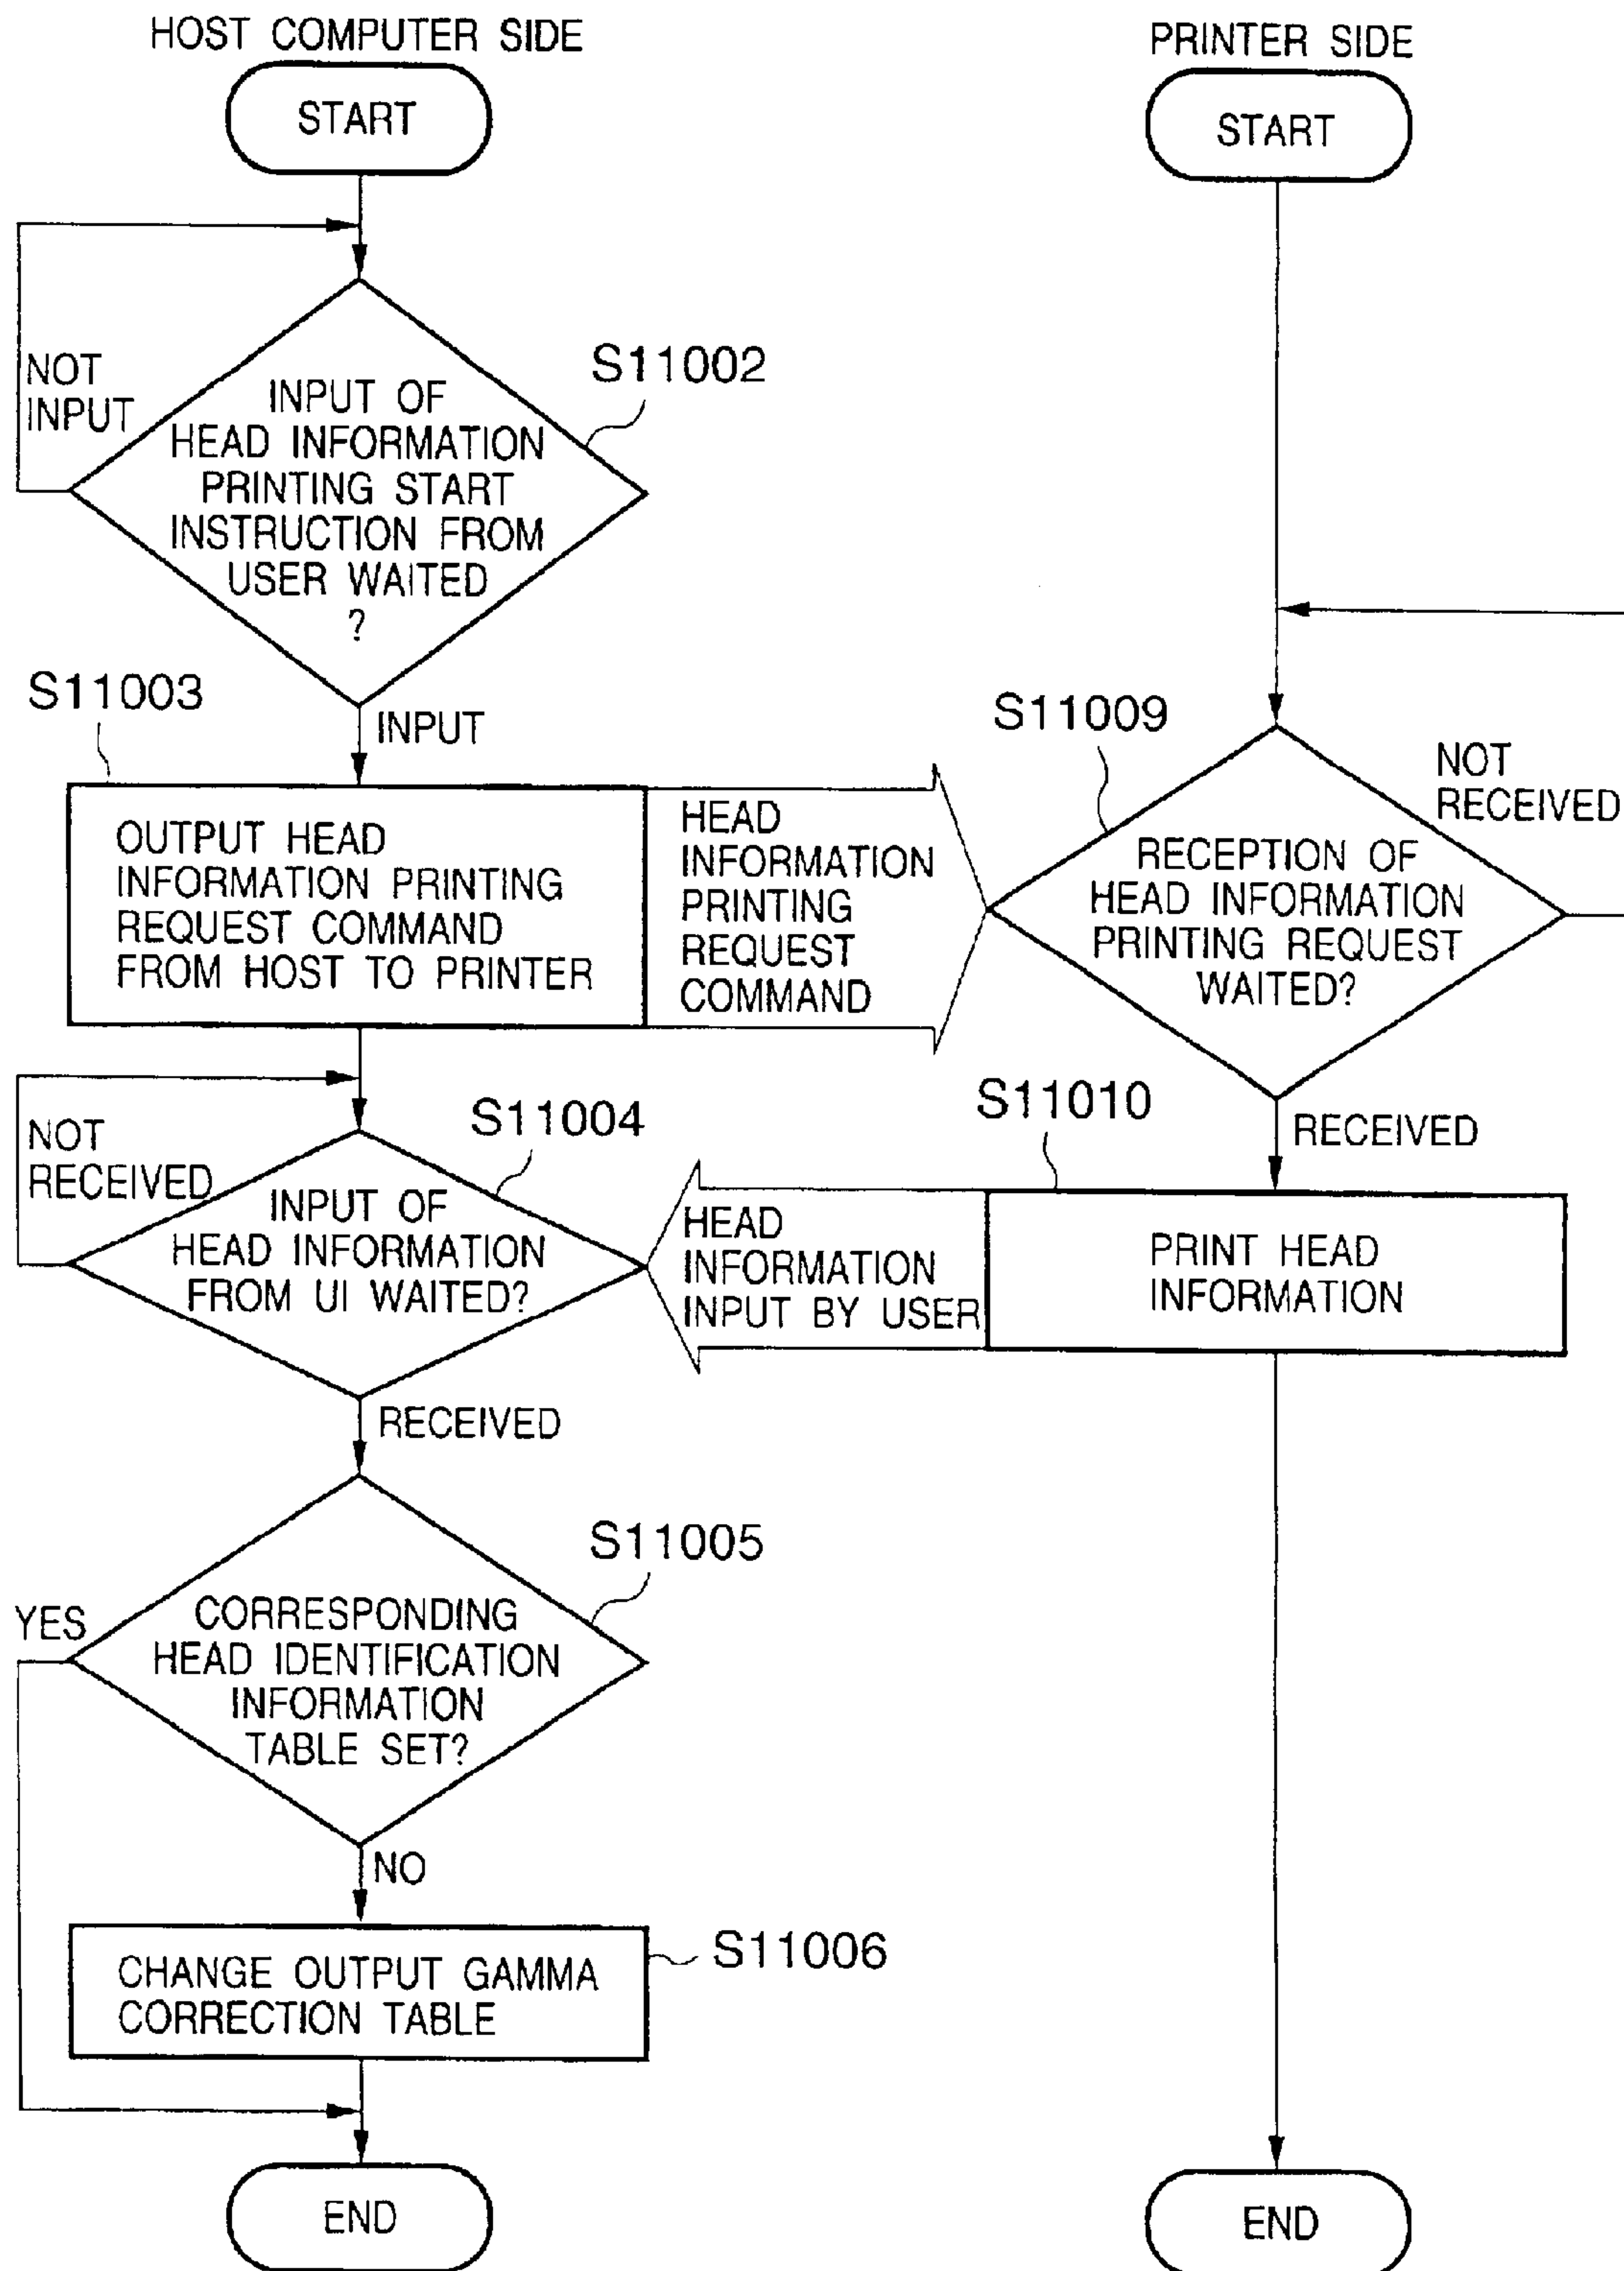 HOST COMPUTER SIDE
START
NOT
INPUT
S11002
INPUT OF
HEAD INFORMATION
PRINTING START
INSTRUCTION FROM
USER WAITED
?
INPUT
S11003
OUTPUT HEAD
INFORMATION PRINTING
REQUEST COMMAND
FROM HOST TO PRINTER
HEAD
INFORMATION
PRINTING
REQUEST
COMMAND
NOT
RECEIVED
S11004
INPUT OF
HEAD INFORMATION
FROM UI WAITED?
HEAD
INFORMATION
INPUT BY USER
RECEIVED
S11005
YES
CORRESPONDING
HEAD IDENTIFICATION
INFORMATION
TABLE SET?
NO
CHANGE OUTPUT GAMMA
CORRECTION TABLE
S11006
END
PRINTER SIDE
START
S11009
NOT
RECEIVED
RECEPTION OF
HEAD INFORMATION
PRINTING REQUEST
WAITED?
S11010
RECEIVED
PRINT HEAD
INFORMATION
END